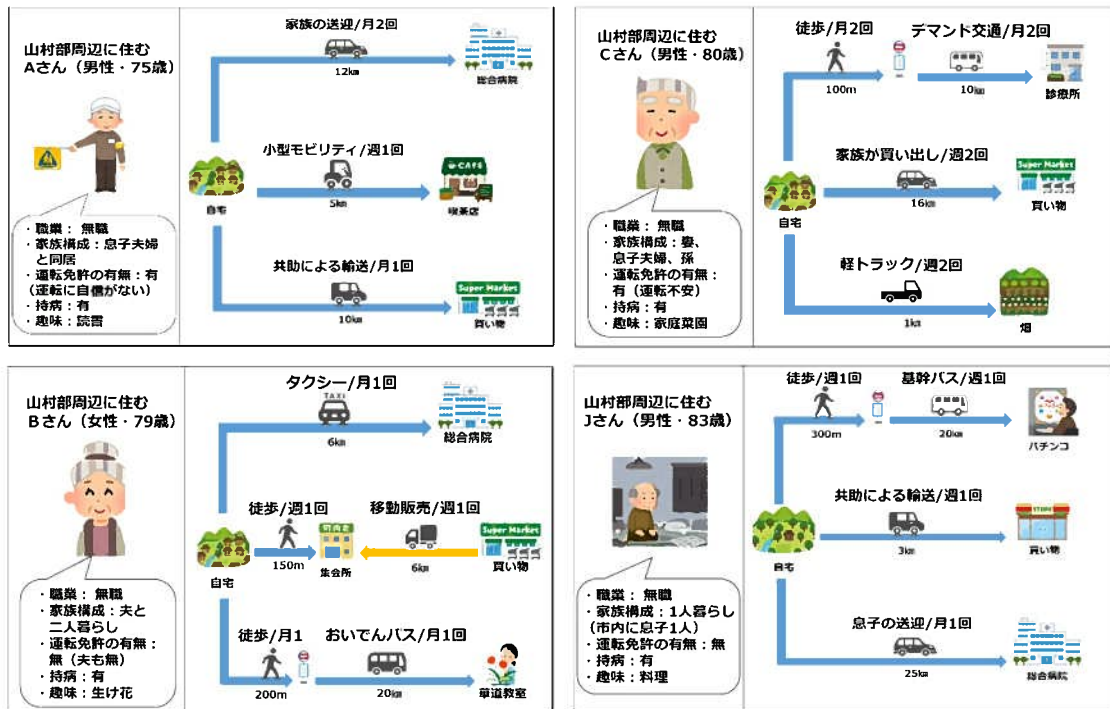 山村部周辺に住む
Aさん（男性・75歳）
・職業： 無職
・家族構成：息子夫婦
と同居
・運転免許の有無：有
（運転に自信がない）
・持病：有
・趣味：読書
家族の送迎/月2回
12㎞
総合病院
小型モビリティ/週1回
5㎞
CAFE
喫茶店
自宅
共助による輸送/月1回
10㎞
Super Market
買い物
山村部周辺に住む
Cさん（男性・80歳）
・職業： 無職
・家族構成：妻、
息子夫婦、孫
・運転免許の有無：
有（運転不安）
・持病：有
・趣味：家庭菜園
徒歩/月2回
100m
デマンド交通/月2回
10㎞
診療所
家族が買い出し/週2回
16㎞
Super Market
買い物
自宅
軽トラック/週2回
1㎞
畑
山村部周辺に住む
Bさん（女性・79歳）
・職業： 無職
・家族構成：夫と
二人暮らし
・運転免許の有無：
無（夫も無）
・持病：有
・趣味：生け花
タクシー/月1回
TAXI
6㎞
総合病院
徒歩/週1回
150m
集会所
移動販売/週1回
6㎞
Super Market
買い物
自宅
徒歩/月1
200m
おいでんバス/月1回
20㎞
華道教室
山村部周辺に住む
Jさん（男性・83歳）
・職業： 無職
・家族構成：1人暮らし
（市内に息子1人）
・運転免許の有無：無
・持病：有
・趣味：料理
徒歩/週1回
300m
基幹バス/週1回
20㎞
パチンコ
共助による輸送/週1回
3㎞
STORE
買い物
自宅
息子の送迎/月1回
25㎞
総合病院